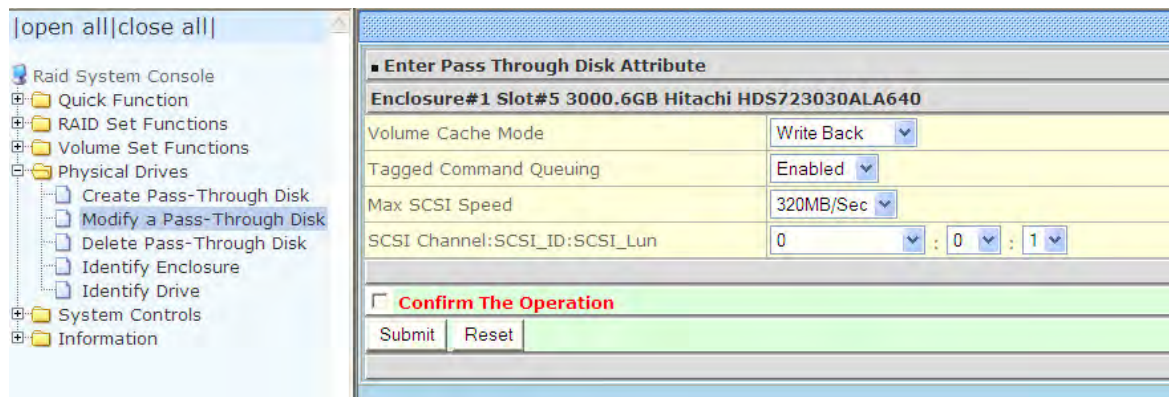 |open all|close all|
Raid System Console
Quick Function
RAID Set Functions
Volume Set Functions
Physical Drives
Create Pass-Through Disk
Modify a Pass-Through Disk
Delete Pass-Through Disk
Identify Enclosure
Identify Drive
System Controls
Information
Enter Pass Through Disk Attribute
Enclosure#1 Slot#5 3000.6GB Hitachi HDS723030ALA640
Volume Cache Mode Write Back
Tagged Command Queuing Enabled
Max SCSI Speed 320MB/Sec
SCSI Channel:SCSI_ID:SCSI_Lun 0 : 0 : 1
Confirm The Operation
Submit Reset